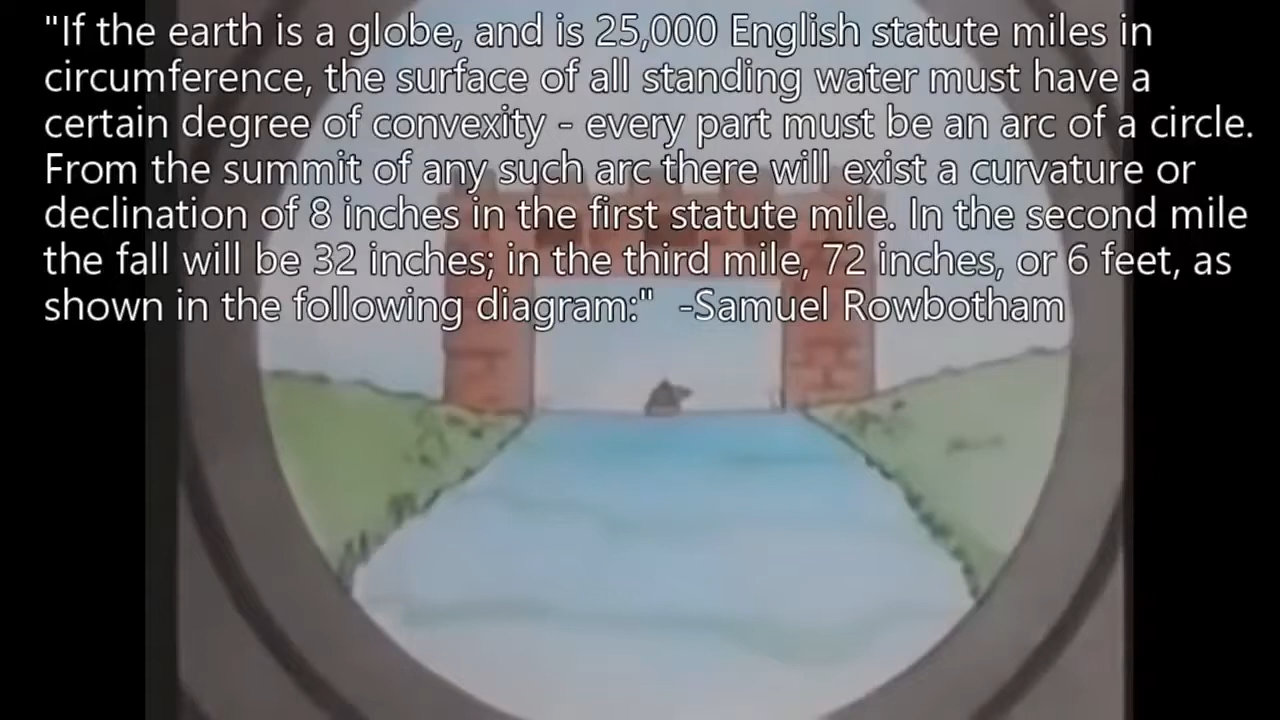 "If the earth is a globe, and is 25,000 English statute miles in
circumference, the surface of all standing water must have a
certain degree of convexity - every part must be an arc of a circle.
From the summit of any such arc there will exist a curvature or
declination of 8 inches in the first statute mile. In the second mile
the fall will be 32 inches; in the third mile, 72 inches, or 6 feet, as
shown in the following diagram:"  -Samuel Rowbotham